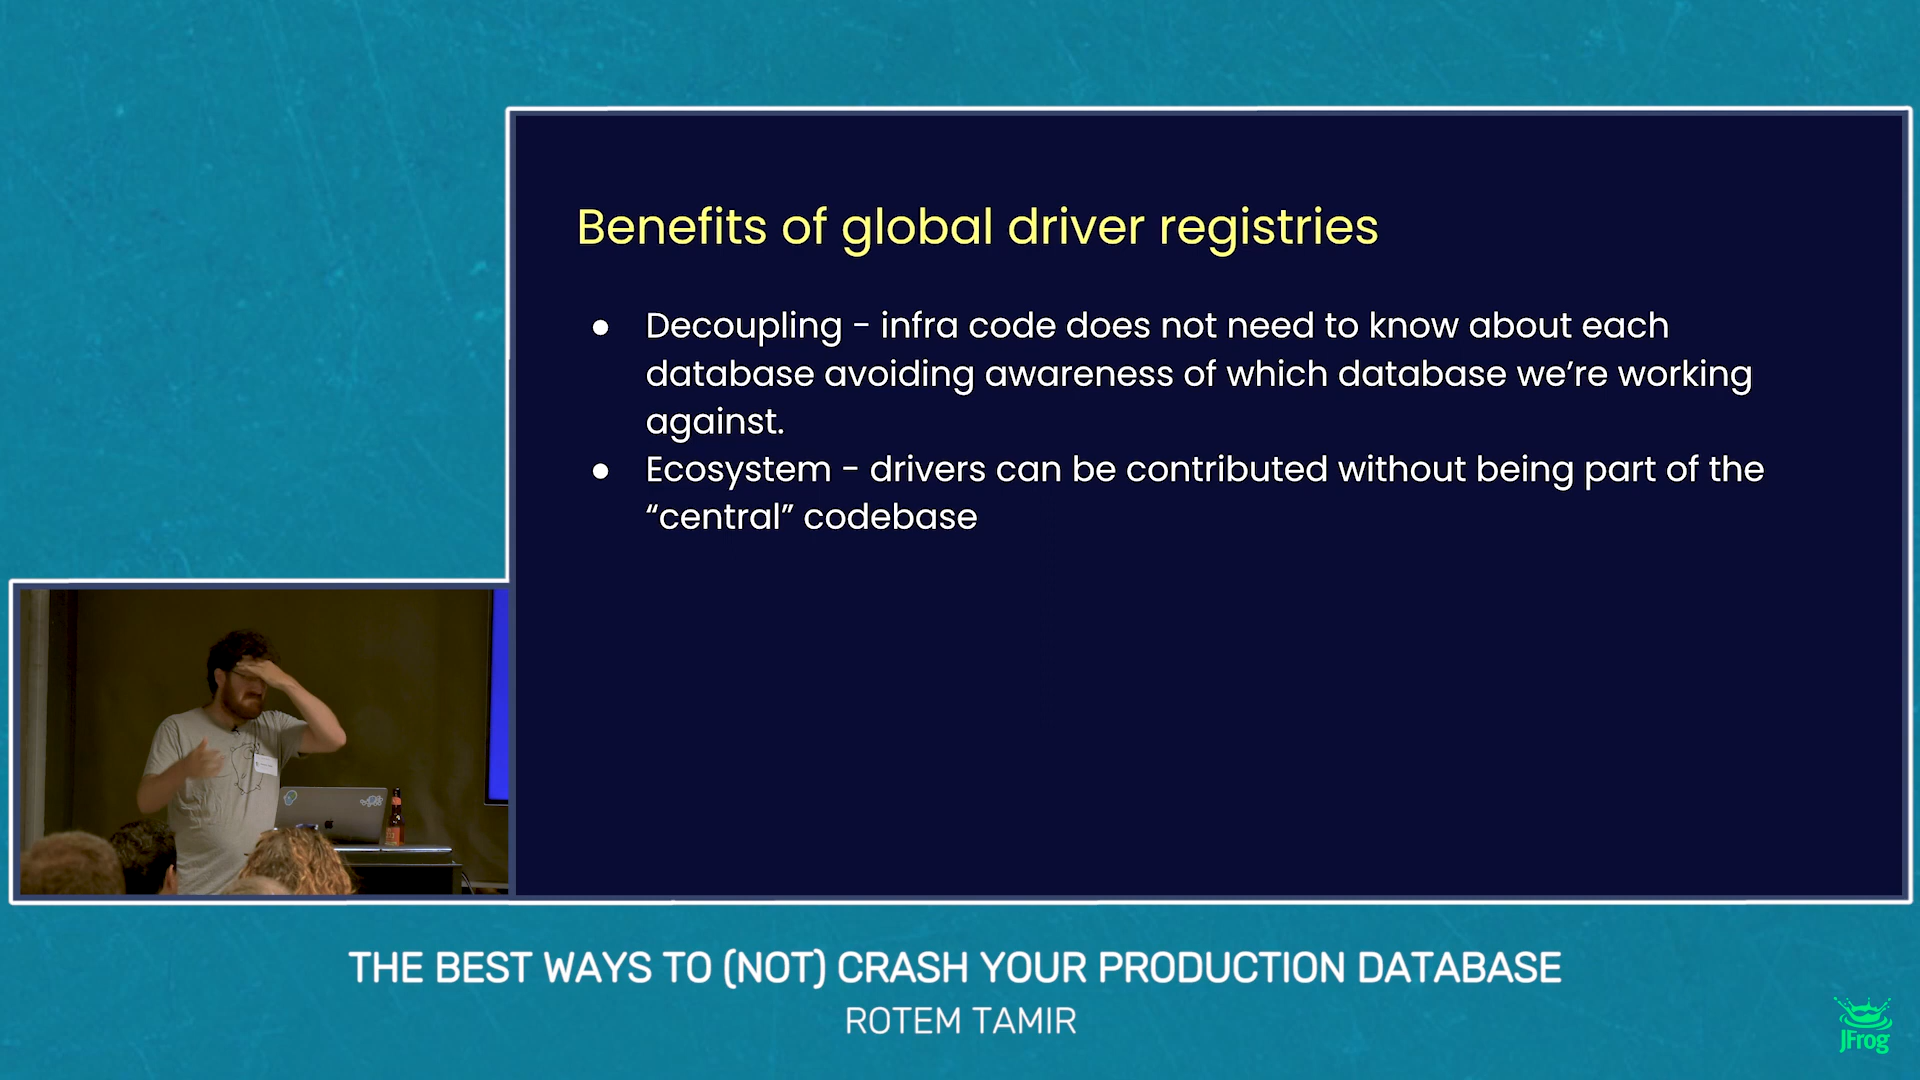 Benefits of global driver registries
● Decoupling - infra code does not need to know about each
database avoiding awareness of which database we’re working
against.
● Ecosystem - drivers can be contributed without being part of the
“central” codebase
THE BEST WAYS TO (NOT) CRASH YOUR PRODUCTION DATABASE
ROTEM TAMIR
JFrog